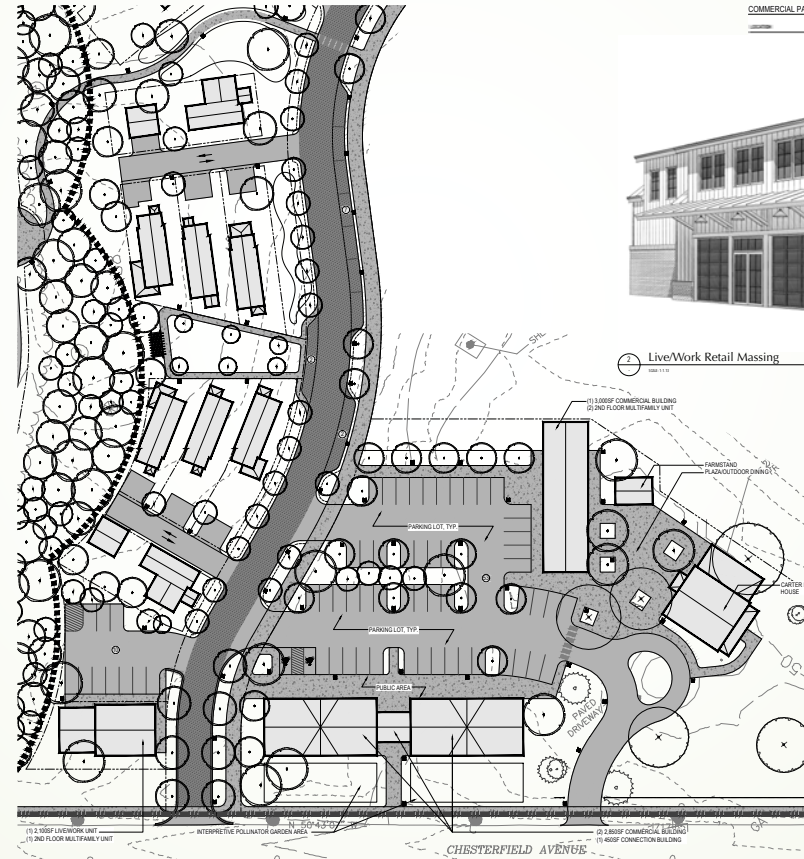 COMMERCIAL PA
2
Live/Work Retail Massing
(1) 3,000SF COMMERCIAL BUILDING
(2) 2ND FLOOR MULTIFAMILY UNIT
FARMSTAND
PLAZA/OUTDOOR DINING
PARKING LOT, TYP.
CARTER
HOUSE
PARKING LOT, TYP.
PUBLIC AREA
PAVED
DRIVEWAY
50
(1) 2,100SF LIVE/WORK UNIT
(1) 2ND FLOOR MULTIFAMILY UNIT
INTERPRETIVE POLLINATOR GARDEN AREA
(2) 2,850SF COMMERCIAL BUILDING
(1) 450SF CONNECTION BUILDING
GA
CHESTERFIELD AVENUE